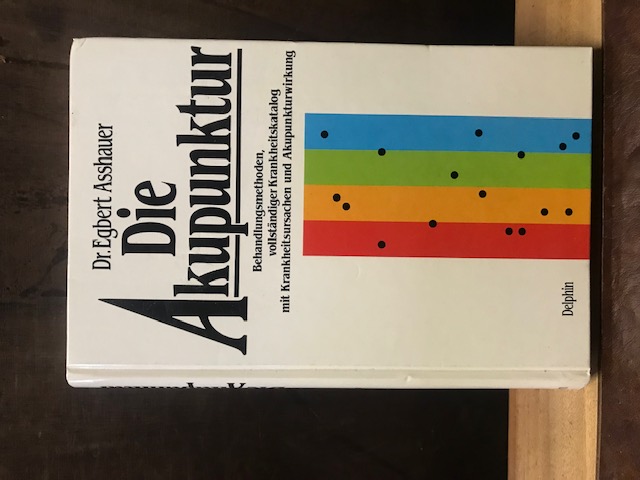 Dr. Egbert Asshauer
Die
Akupunktur
Behandlungsmethoden,
vollständiger Krankheitskatalog
mit Krankheitsursachen und Akupunkturwirkung
Delphin